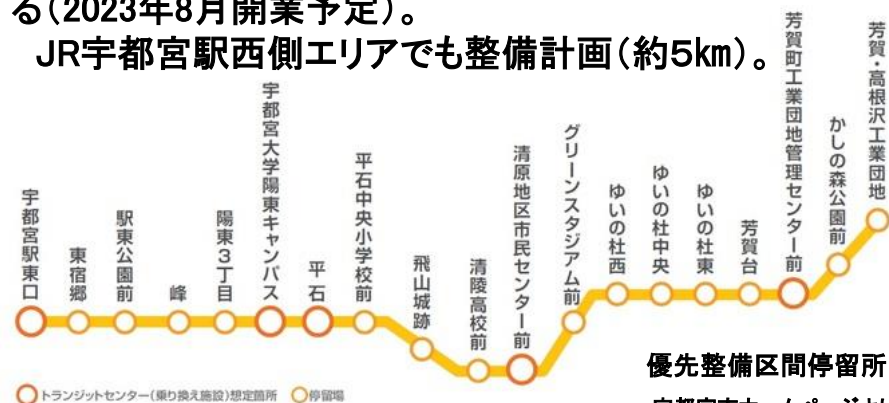 る（2023年8月開業予定）。
JR宇都宮駅西側エリアでも整備計画（約5㎞）。
宇都宮駅東口
東宿郷
駅東公園前
峰
陽東3丁目
宇都宮大学陽東キャンパス
平石
平石中央小学校前
飛山城跡
清陵高校前
清原地区市民センター前
グリーンスタジアム前
ゆいの杜西
ゆいの杜中央
ゆいの杜東
芳賀台
芳賀町工業団地管理センター前
かしの森公園前
芳賀・高根沢工業団地
優先整備区間停留所
トランジットセンター（乗り換え施設）想定箇所
停留場